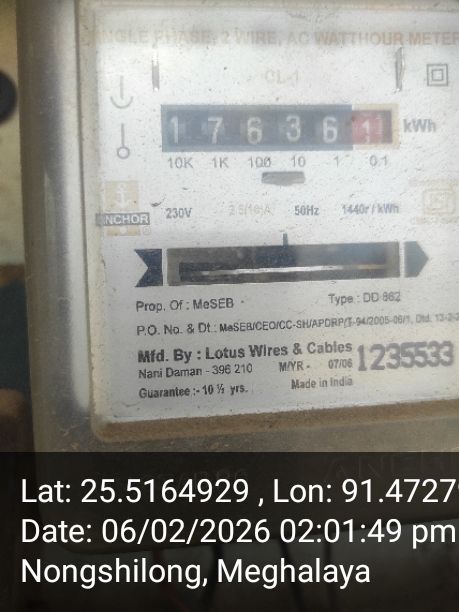 SINGLE PHASE, 2 WIRE, AC WATTHOUR METER
CL-1
1 7 6 3 6 1 kWh
10K 1K 100 10 1 0.1
ANCHOR
230V 2.5(10)A 50Hz 1440r / kWh
Prop. Of : MeSEB Type : DD 862
P.O. No. & Dt.: MeSEB/CEO/CC-SH/APDRP/T-94/2005-06/1, Dtd. 13-2-
Mfd. By : Lotus Wires & Cables
Nani Daman - 396 210 M/YR - 07/06 1235533
Guarantee :- 10 ½ yrs. Made in India
Lat: 25.5164929 , Lon: 91.4727
Date: 06/02/2026 02:01:49 pm
Nongshilong, Meghalaya